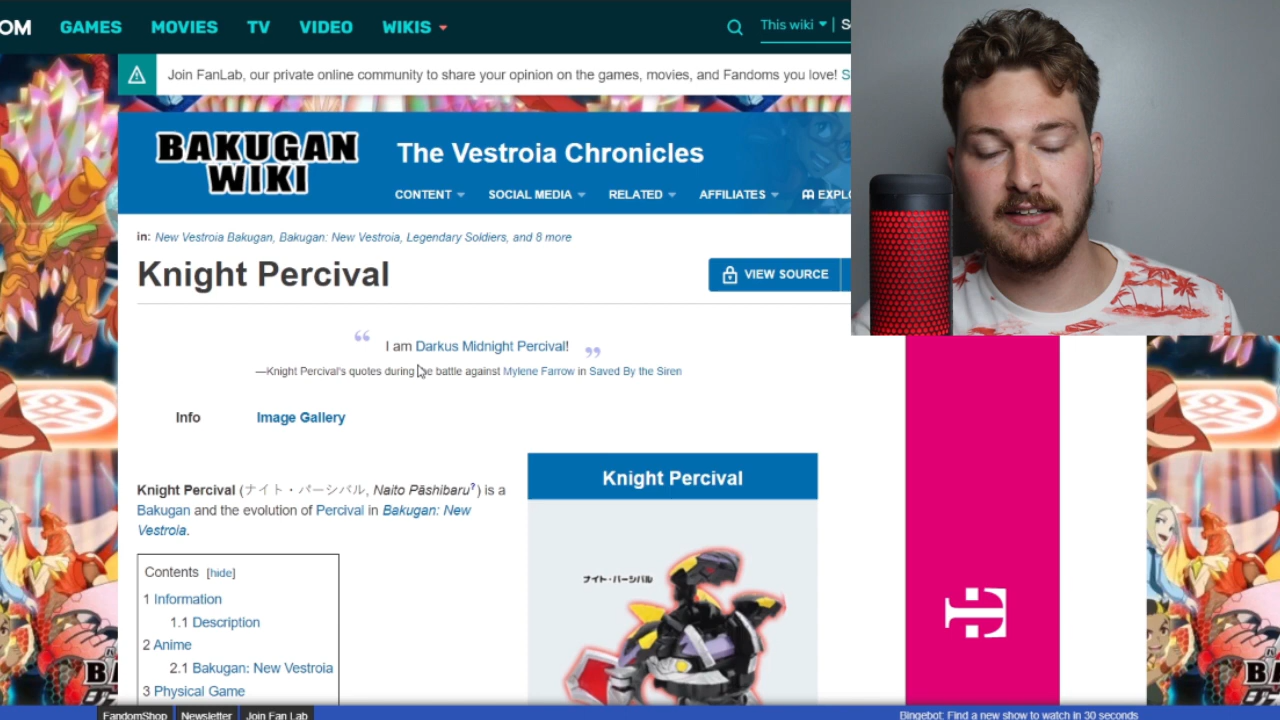 OM GAMES MOVIES TV VIDEO WIKIS This wiki S
Join FanLab, our private online community to share your opinion on the games, movies, and Fandoms you love! S
BAKUGAN
WIKI
The Vestroia Chronicles
CONTENT SOCIAL MEDIA RELATED AFFILIATES EXPLO
in: New Vestroia Bakugan, Bakugan: New Vestroia, Legendary Soldiers, and 8 more
Knight Percival
VIEW SOURCE
“ I am Darkus Midnight Percival! ”
—Knight Percival's quotes during the battle against Mylene Farrow in Saved By the Siren
Info Image Gallery
Knight Percival
Knight Percival (ナイト・パーシバル, Naito Pāshibaru?) is a
Bakugan and the evolution of Percival in Bakugan: New
Vestroia.
ナイト・パーシバル
Contents [hide]
1 Information
1.1 Description
2 Anime
2.1 Bakugan: New Vestroia
3 Physical Game
T
FandomShop Newsletter Join Fan Lab Bingebot: Find a new show to watch in 30 seconds